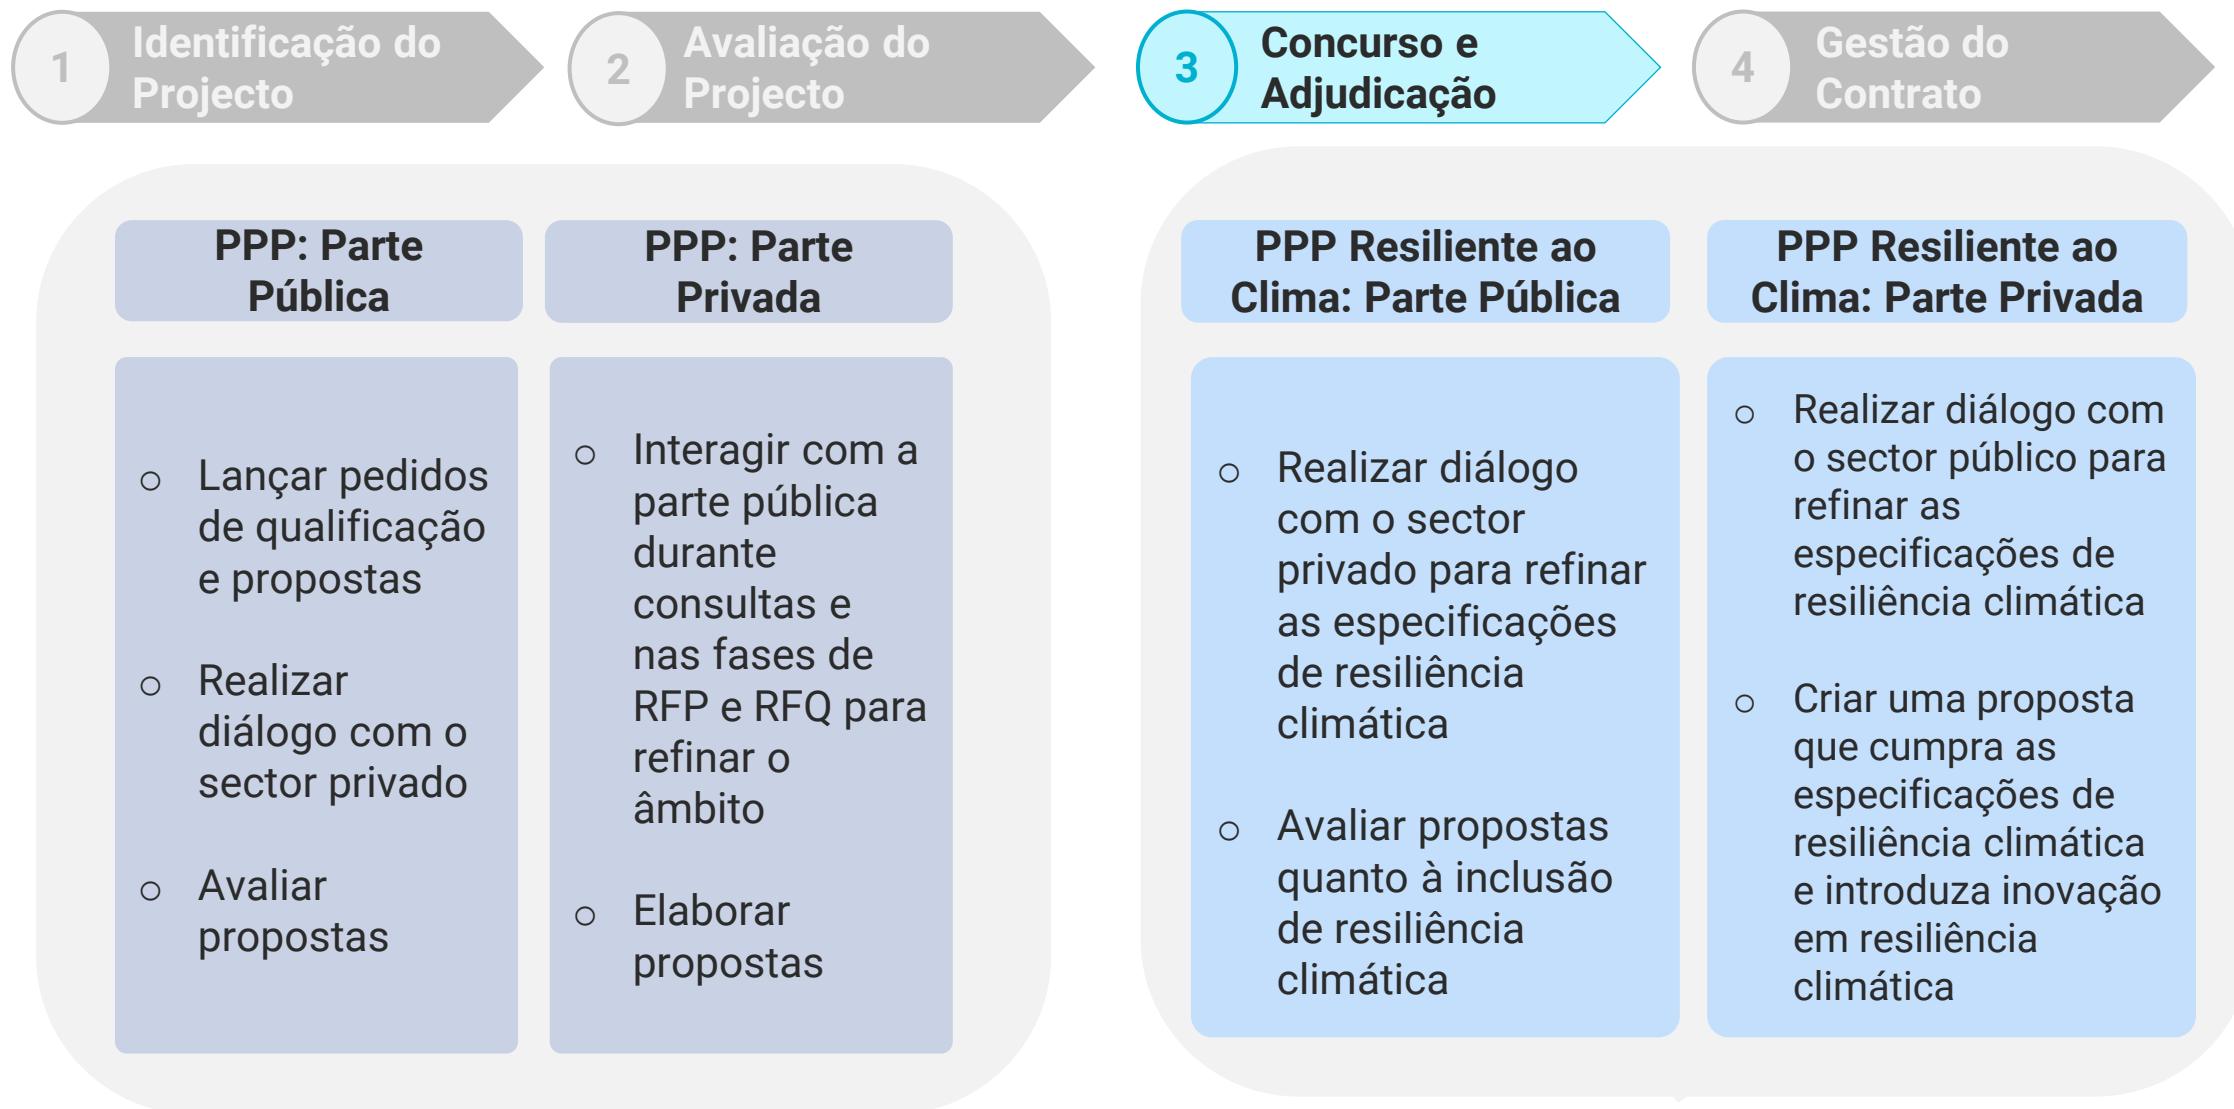 1
Identificação do
Projecto
2
Avaliação do
Projecto
3
Concurso e
Adjudicação
4
Gestão do
Contrato
PPP: Parte
Pública
○ Lançar pedidos
de qualificação
e propostas
○ Realizar
diálogo com o
sector privado
○ Avaliar
propostas
PPP: Parte
Privada
○ Interagir com a
parte pública
durante
consultas e
nas fases de
RFP e RFQ para
refinar o
âmbito
○ Elaborar
propostas
PPP Resiliente ao
Clima: Parte Pública
○ Realizar diálogo
com o sector
privado para refinar
as especificações
de resiliência
climática
○ Avaliar propostas
quanto à inclusão
de resiliência
climática
PPP Resiliente ao
Clima: Parte Privada
○ Realizar diálogo com
o sector público para
refinar as
especificações de
resiliência climática
○ Criar uma proposta
que cumpra as
especificações de
resiliência climática
e introduza inovação
em resiliência
climática